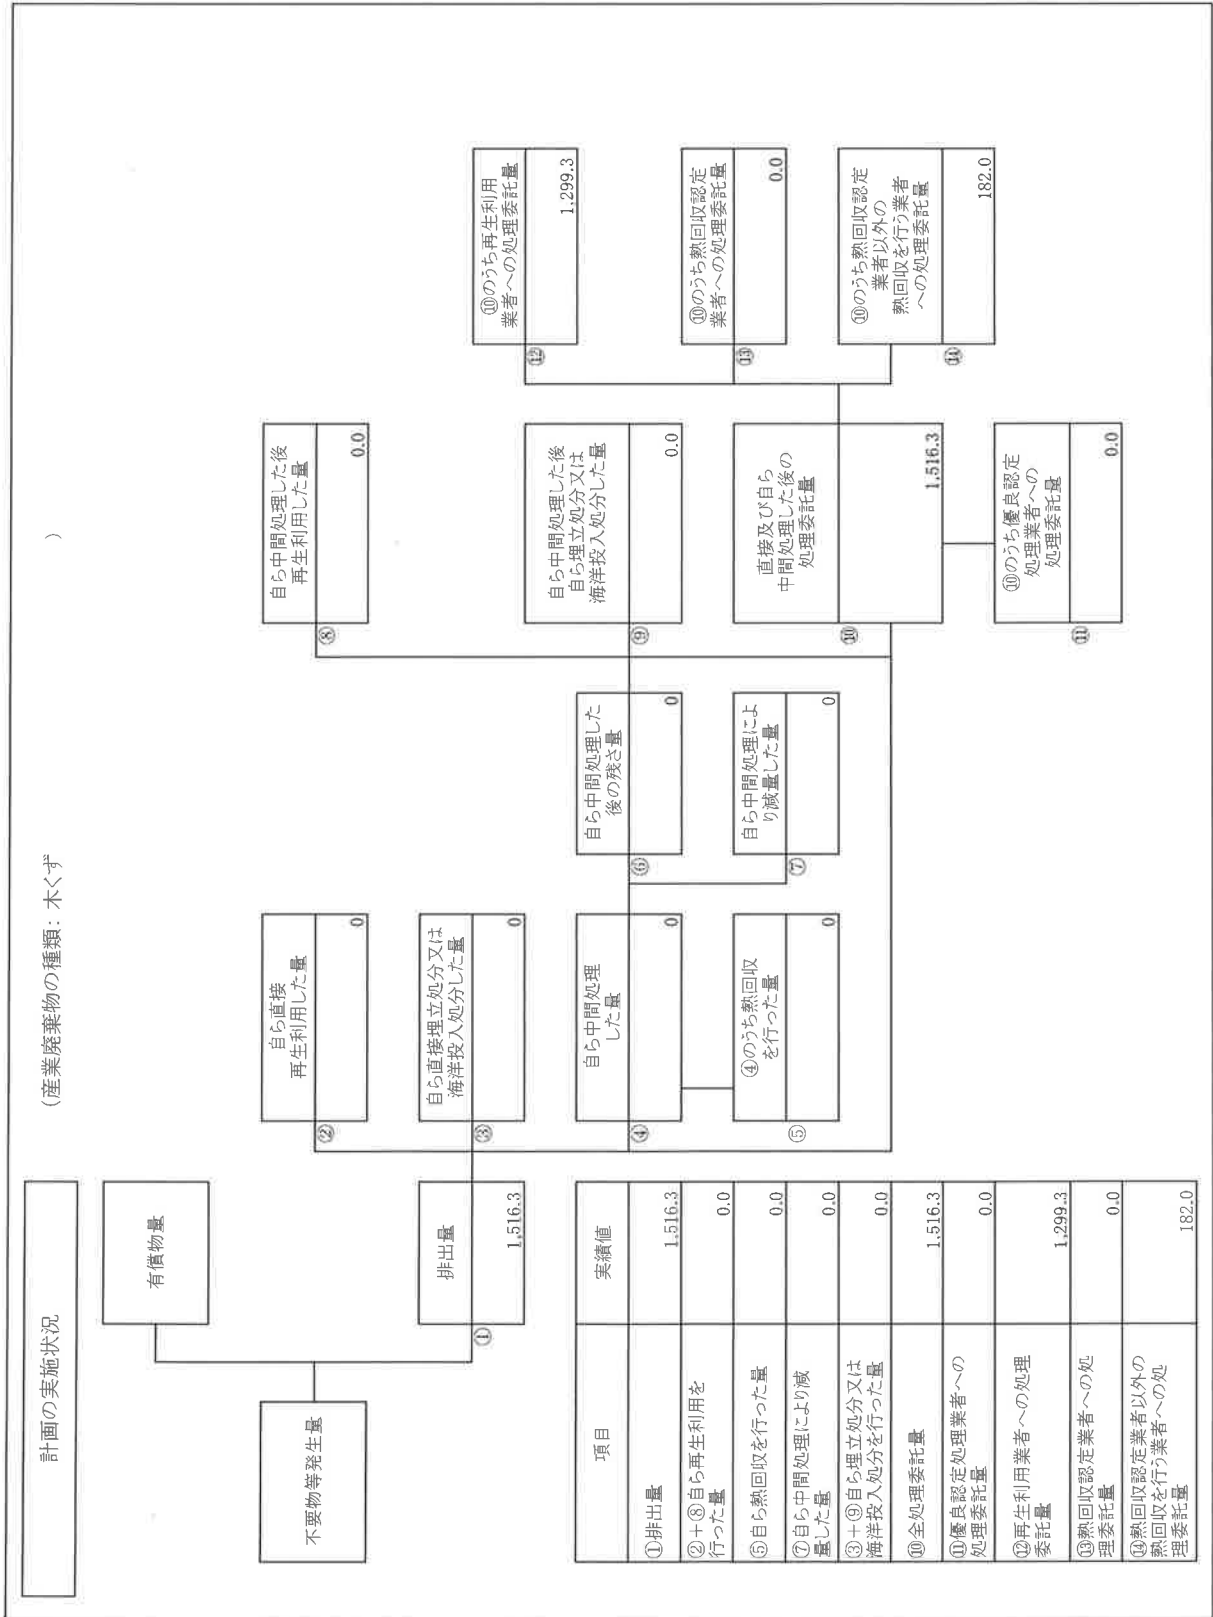 計画の実施状況
(産業廃棄物の種類: 木くず )
不要物等発生量
有償物量
①
排出量
1,516.3
②
自ら直接
再生利用した量
0
③
自ら直接埋立処分又は
海洋投入処分した量
0
④
自ら中間処理
した量
0
⑤
④のうち熱回収
を行った量
0
⑥
自ら中間処理した
後の残さ量
0
⑦
自ら中間処理によ
り減量した量
0
⑧
自ら中間処理した後
再生利用した量
0.0
⑨
自ら中間処理した後
自ら埋立処分又は
海洋投入処分した量
0.0
⑩
直接及び自ら
中間処理した後の
処理委託量
1,516.3
⑪
⑩のうち優良認定
処理業者への
処理委託量
0.0
⑫
⑩のうち再生利用
業者への処理委託量
1,299.3
⑬
⑩のうち熱回収認定
業者への処理委託量
0.0
⑭
⑩のうち熱回収認定
業者以外の
熱回収を行う業者
への処理委託量
182.0
項目 実績値
①排出量 1,516.3
②+⑧自ら再生利用を
行った量 0.0
⑤自ら熱回収を行った量 0.0
⑦自ら中間処理により減
量した量 0.0
③+⑨自ら埋立処分又は
海洋投入処分を行った量 0.0
⑩全処理委託量 1,516.3
⑪優良認定処理業者への
処理委託量 0.0
⑫再生利用業者への処理
委託量 1,299.3
⑬熱回収認定業者への処
理委託量 0.0
⑭熱回収認定業者以外の
熱回収を行う業者への処
理委託量 182.0